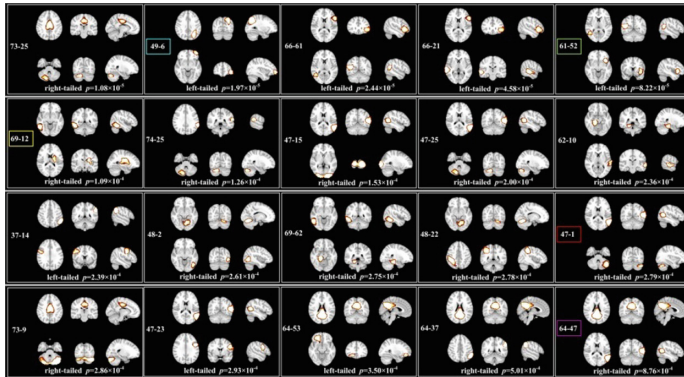 73-25
right-tailed p=1.08×10⁻⁵
49-6
left-tailed p=1.97×10⁻⁵
66-61
left-tailed p=2.44×10⁻⁵
66-21
right-tailed p=4.58×10⁻⁵
61-52
left-tailed p=8.22×10⁻⁵
69-12
right-tailed p=1.09×10⁻⁴
74-25
right-tailed p=1.26×10⁻⁴
47-15
right-tailed p=1.53×10⁻⁴
47-25
right-tailed p=2.00×10⁻⁴
62-10
right-tailed p=2.36×10⁻⁴
37-14
left-tailed p=2.39×10⁻⁴
48-2
right-tailed p=2.61×10⁻⁴
69-62
right-tailed p=2.75×10⁻⁴
48-22
right-tailed p=2.78×10⁻⁴
47-1
right-tailed p=2.79×10⁻⁴
73-9
right-tailed p=2.86×10⁻⁴
47-23
left-tailed p=2.93×10⁻⁴
64-53
left-tailed p=3.50×10⁻⁴
64-37
right-tailed p=5.01×10⁻⁴
64-47
right-tailed p=8.76×10⁻⁴